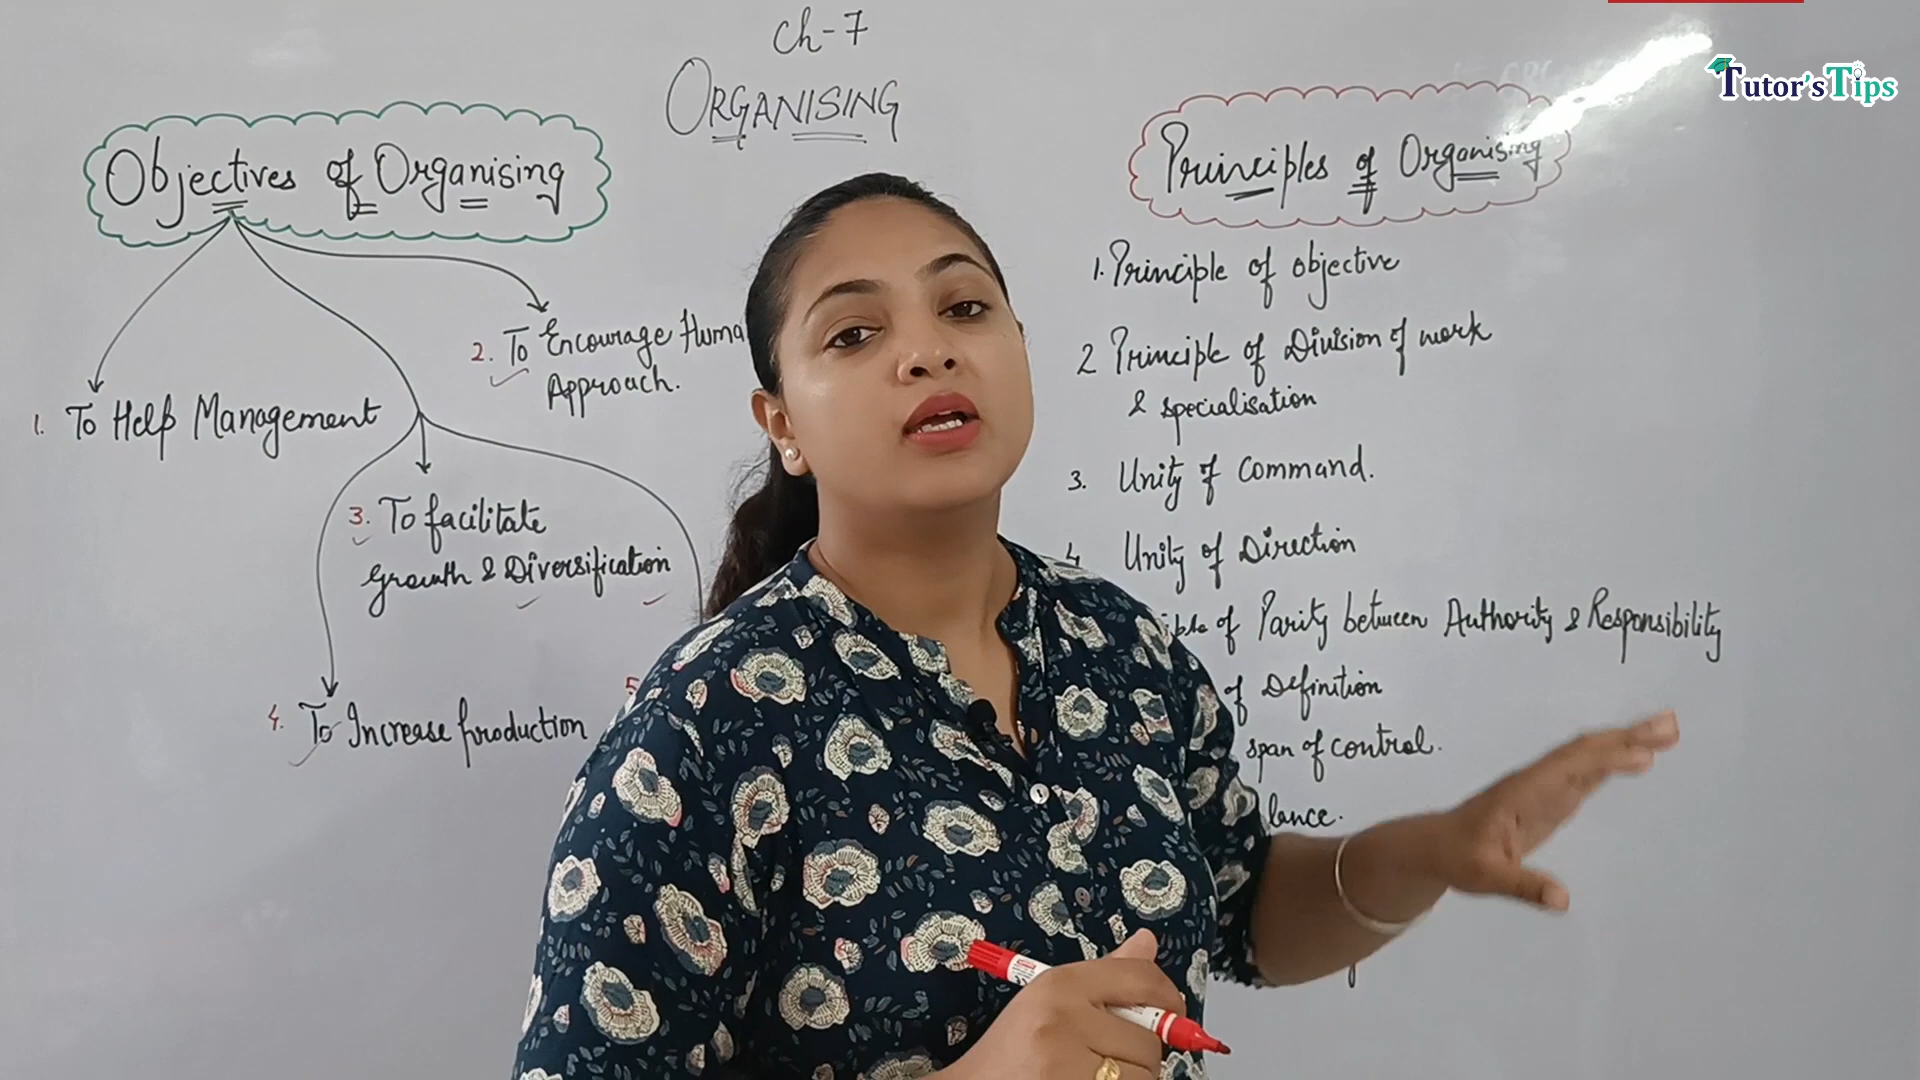 Ch-7
ORGANISING
Tutor'sTips
Objectives of Organising
1. To Help Management
2. To Encourage Huma
Approach.
3. To facilitate
Growth & Diversification
4. To Increase production
5
Principles of Organising
1. Principle of objective
2 Principle of Division of work
& specialisation
3. Unity of Command.
4 Unity of Direction
of Parity between Authority & Responsibility
of Definition
span of control.
lance.